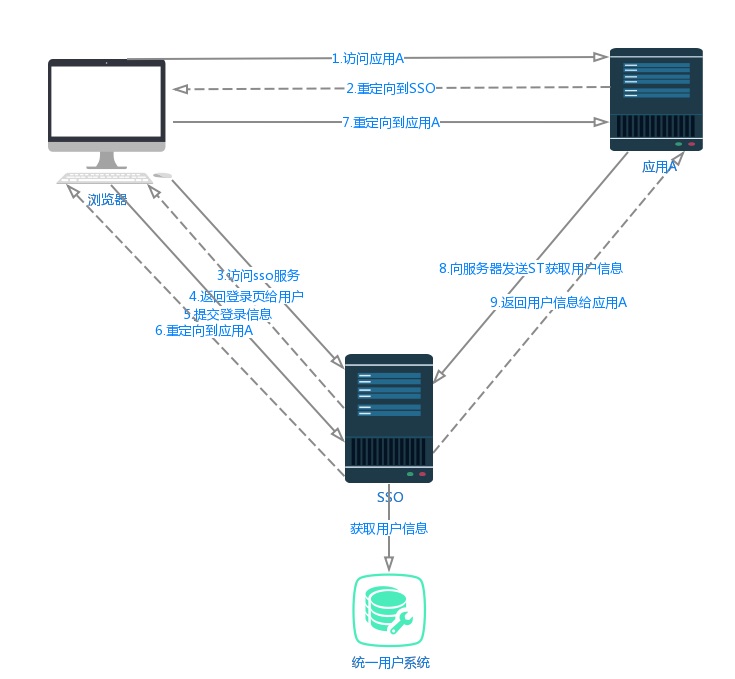 1.访问应用A
2.重定向到SSO
7.重定向到应用A
应用A
浏览器
3.访问sso服务
8.向服务器发送ST获取用户信息
4.返回登录页给用户
9.返回用户信息给应用A
5.提交登录信息
6.重定向到应用A
SSO
获取用户信息
统一用户系统